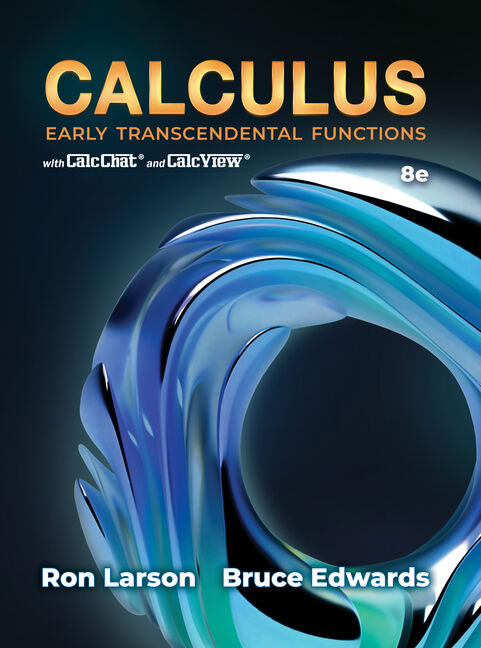 CALCULUS
EARLY TRANSCENDENTAL FUNCTIONS
with CalcChat® and CalcView®
8e
Ron Larson Bruce Edwards